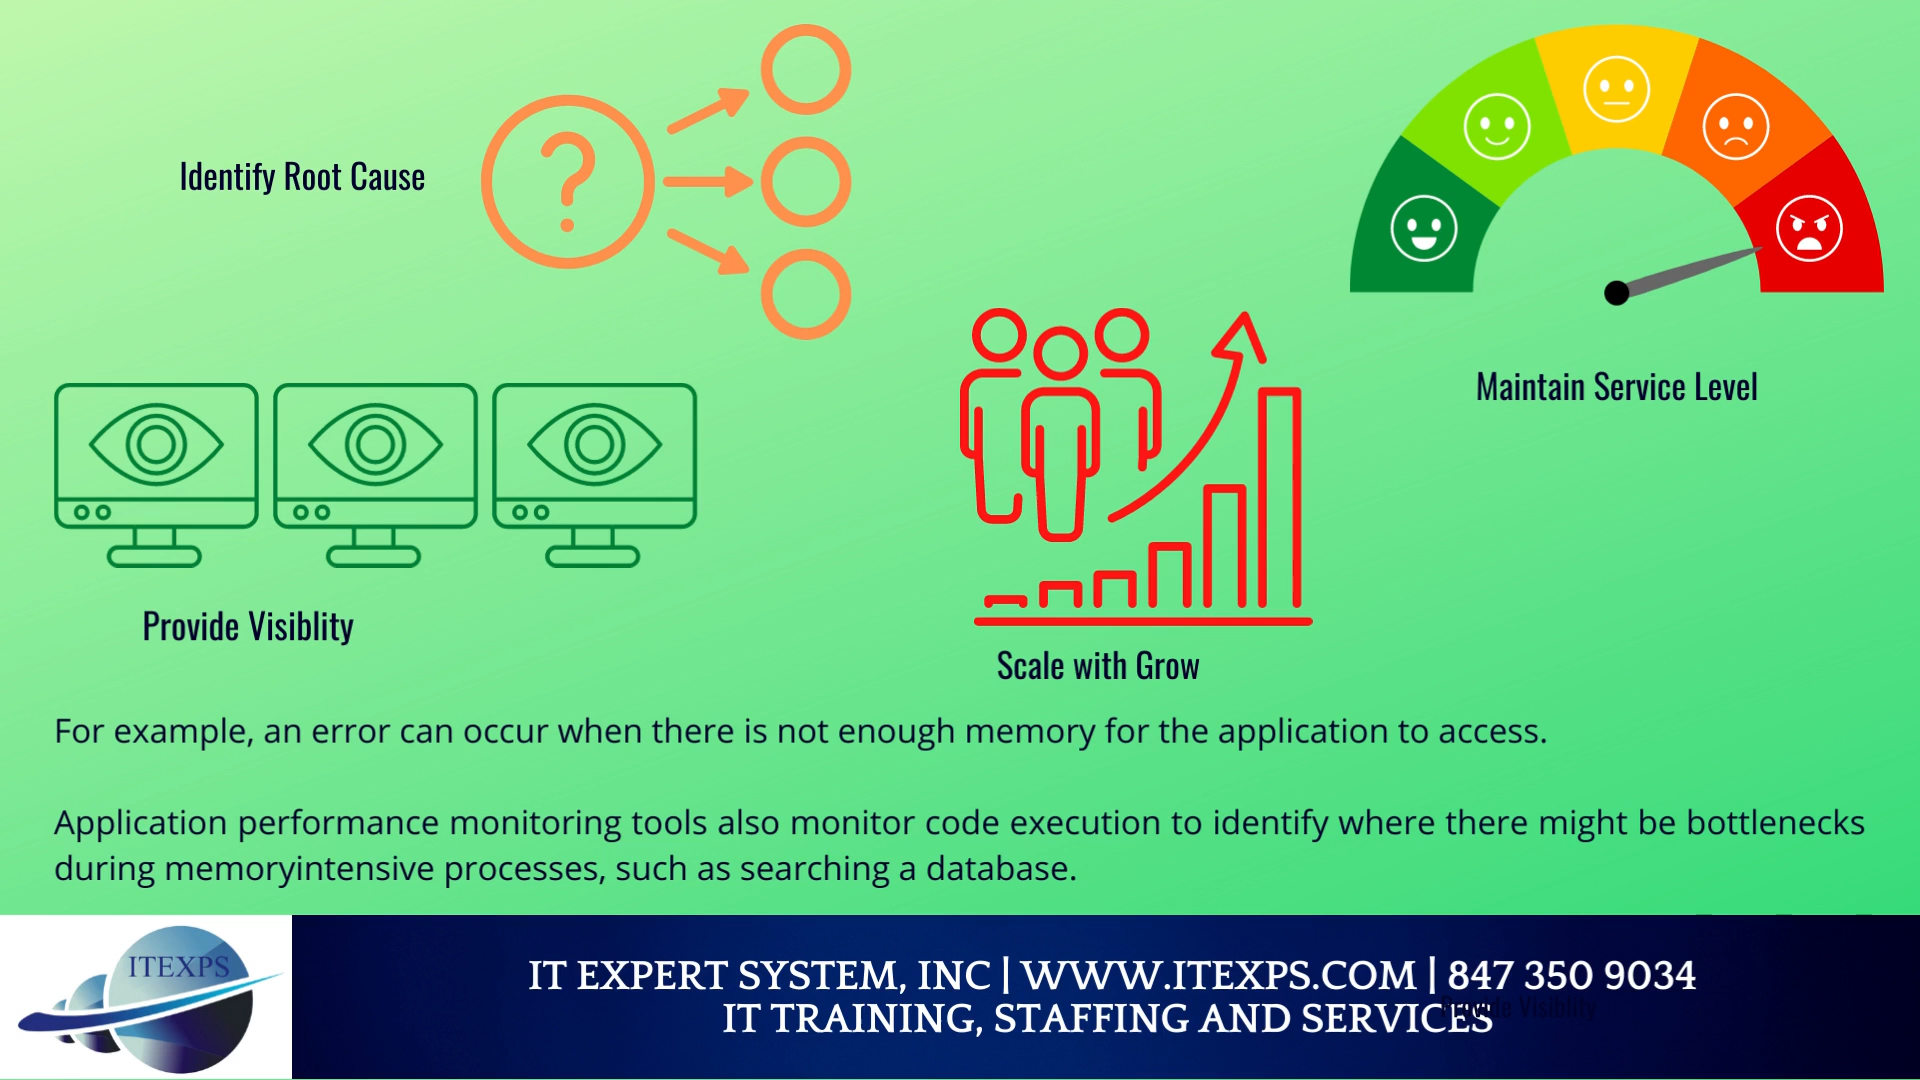 Identify Root Cause
Maintain Service Level
Provide Visiblity
Scale with Grow
For example, an error can occur when there is not enough memory for the application to access.
Application performance monitoring tools also monitor code execution to identify where there might be bottlenecks
during memoryintensive processes, such as searching a database.
ITEXPS
IT EXPERT SYSTEM, INC | WWW.ITEXPS.COM | 847 350 9034
IT TRAINING, STAFFING AND SERVICES
Provide Visiblity